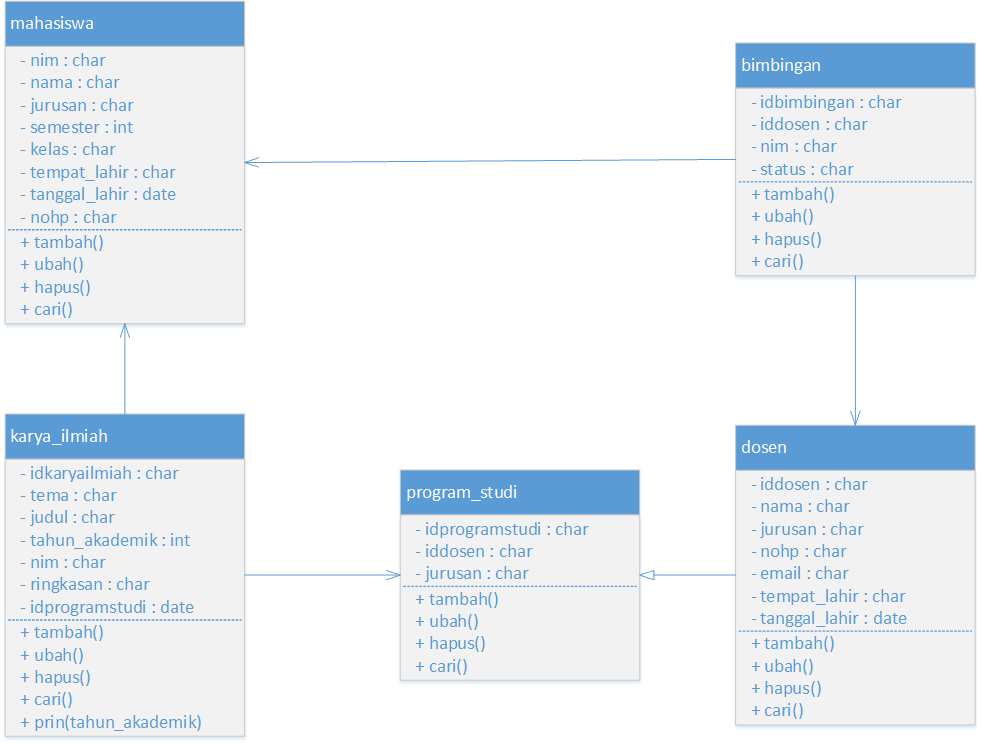 mahasiswa
- nim : char
- nama : char
- jurusan : char
- semester : int
- kelas : char
- tempat_lahir : char
- tanggal_lahir : date
- nohp : char
+ tambah()
+ ubah()
+ hapus()
+ cari()
bimbingan
- idbimbingan : char
- iddosen : char
- nim : char
- status : char
+ tambah()
+ ubah()
+ hapus()
+ cari()
karya_ilmiah
- idkaryailmiah : char
- tema : char
- judul : char
- tahun_akademik : int
- nim : char
- ringkasan : char
- idprogramstudi : date
+ tambah()
+ ubah()
+ hapus()
+ cari()
+ prin(tahun_akademik)
program_studi
- idprogramstudi : char
- iddosen : char
- jurusan : char
+ tambah()
+ ubah()
+ hapus()
+ cari()
dosen
- iddosen : char
- nama : char
- jurusan : char
- nohp : char
- email : char
- tempat_lahir : char
- tanggal_lahir : date
+ tambah()
+ ubah()
+ hapus()
+ cari()